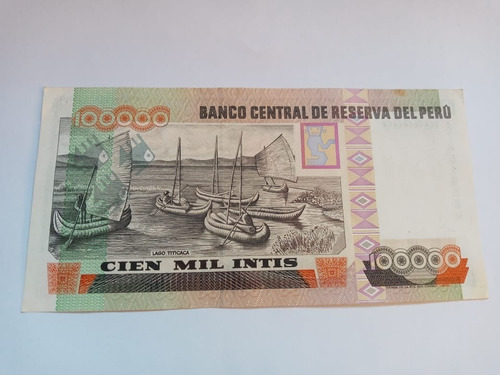 100000
BANCO CENTRAL DE RESERVA DEL PERÚ
LAGO TITICACA
CIEN MIL INTIS
100000